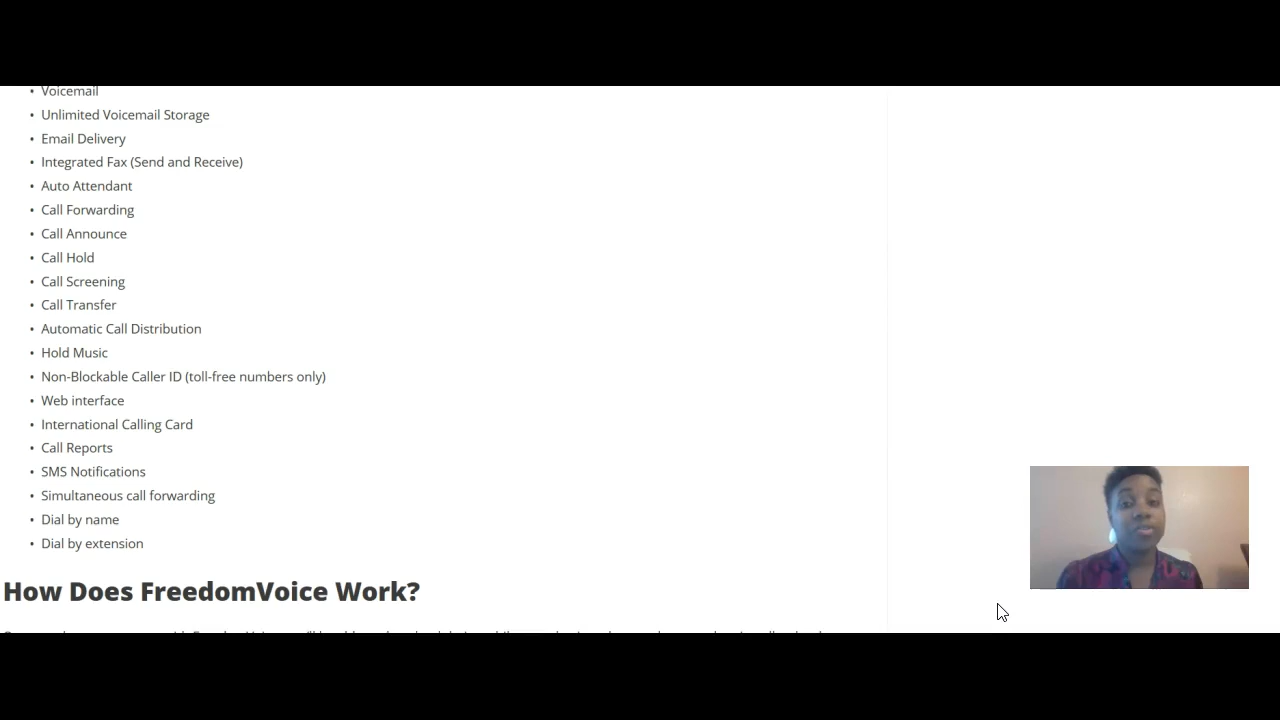 • Voicemail
• Unlimited Voicemail Storage
• Email Delivery
• Integrated Fax (Send and Receive)
• Auto Attendant
• Call Forwarding
• Call Announce
• Call Hold
• Call Screening
• Call Transfer
• Automatic Call Distribution
• Hold Music
• Non-Blockable Caller ID (toll-free numbers only)
• Web interface
• International Calling Card
• Call Reports
• SMS Notifications
• Simultaneous call forwarding
• Dial by name
• Dial by extension
How Does FreedomVoice Work?